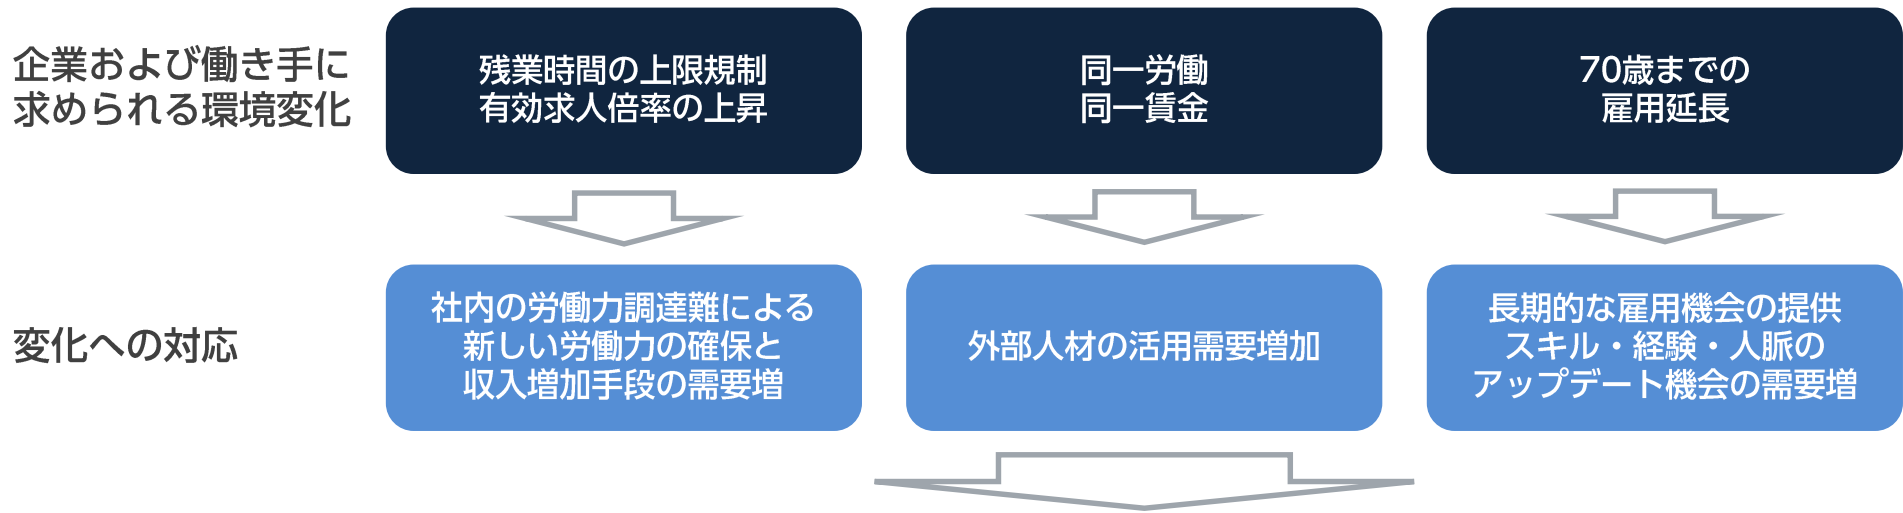 企業および働き手に
求められる環境変化
残業時間の上限規制
有効求人倍率の上昇
同一労働
同一賃金
70歳までの
雇用延長
変化への対応
社内の労働力調達難による
新しい労働力の確保と
収入増加手段の需要増
外部人材の活用需要増加
長期的な雇用機会の提供
スキル・経験・人脈の
アップデート機会の需要増